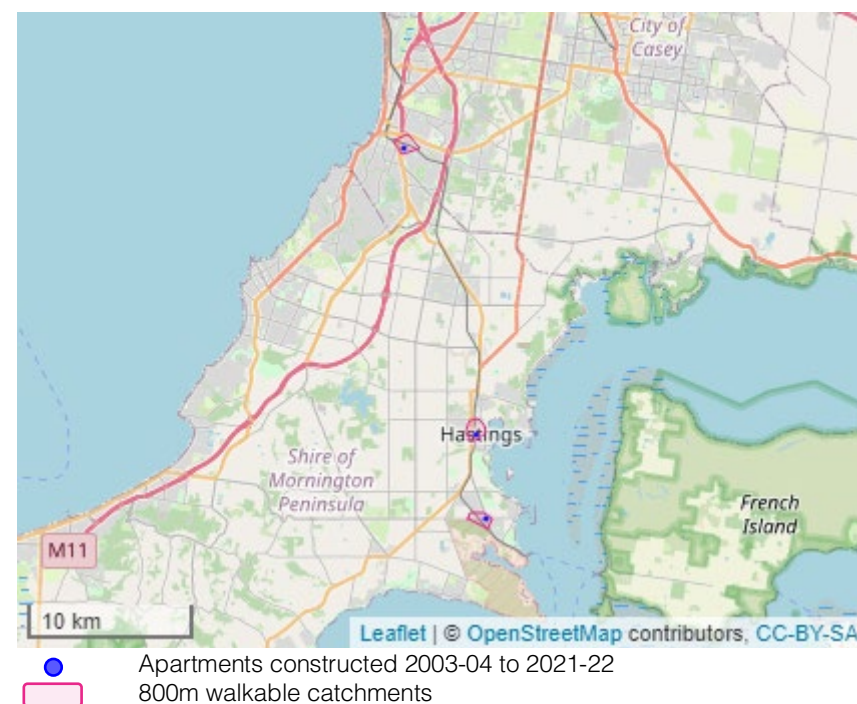 City of
Casey
Hastings
Shire of
Mornington
Peninsula
French
Island
M11
10 km
Leaflet | © OpenStreetMap contributors, CC-BY-SA
Apartments constructed 2003-04 to 2021-22
800m walkable catchments